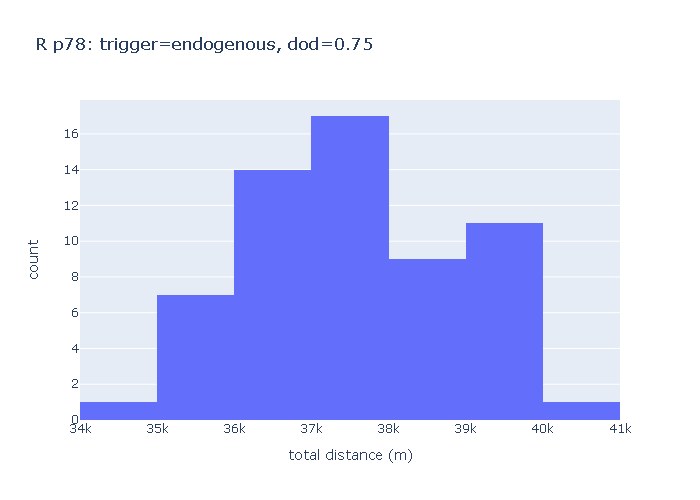 R p78: trigger=endogenous, dod=0.75
16
14
12
10
8
6
4
2
0
count
34k 35k 36k 37k 38k 39k 40k 41k
total distance (m)